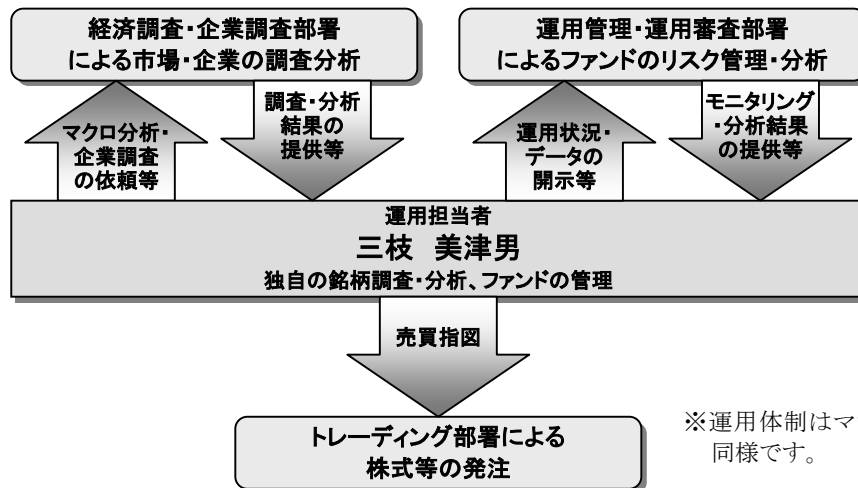 経済調査・企業調査部署
による市場・企業の調査分析
運用管理・運用審査部署
によるファンドのリスク管理・分析
マクロ分析・
企業調査
の依頼等
調査・分析
結果の
提供等
運用状況・
データの
開示等
モニタリング
・分析結果
の提供等
運用担当者
三枝 美津男
独自の銘柄調査・分析、ファンドの管理
売買指図
トレーディング部署による
株式等の発注
※運用体制はマ
同様です。